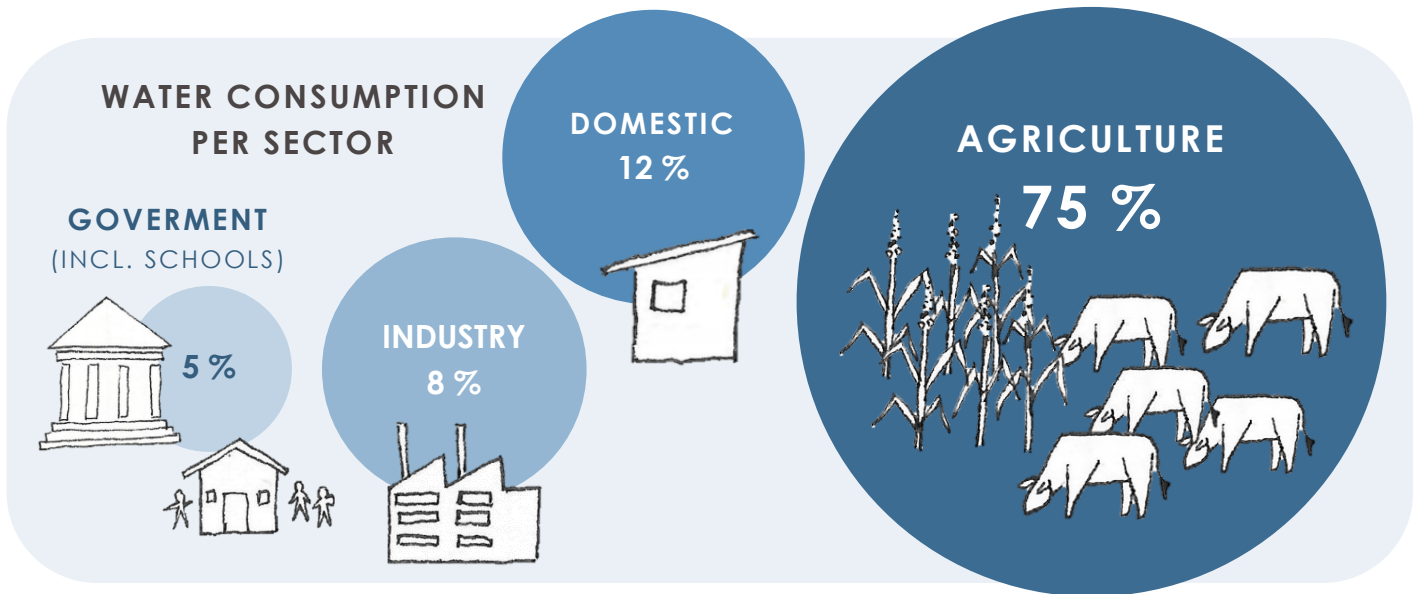 WATER CONSUMPTION
PER SECTOR
GOVERMENT
(INCL. SCHOOLS)
5 %
INDUSTRY
8 %
DOMESTIC
12 %
AGRICULTURE
75 %